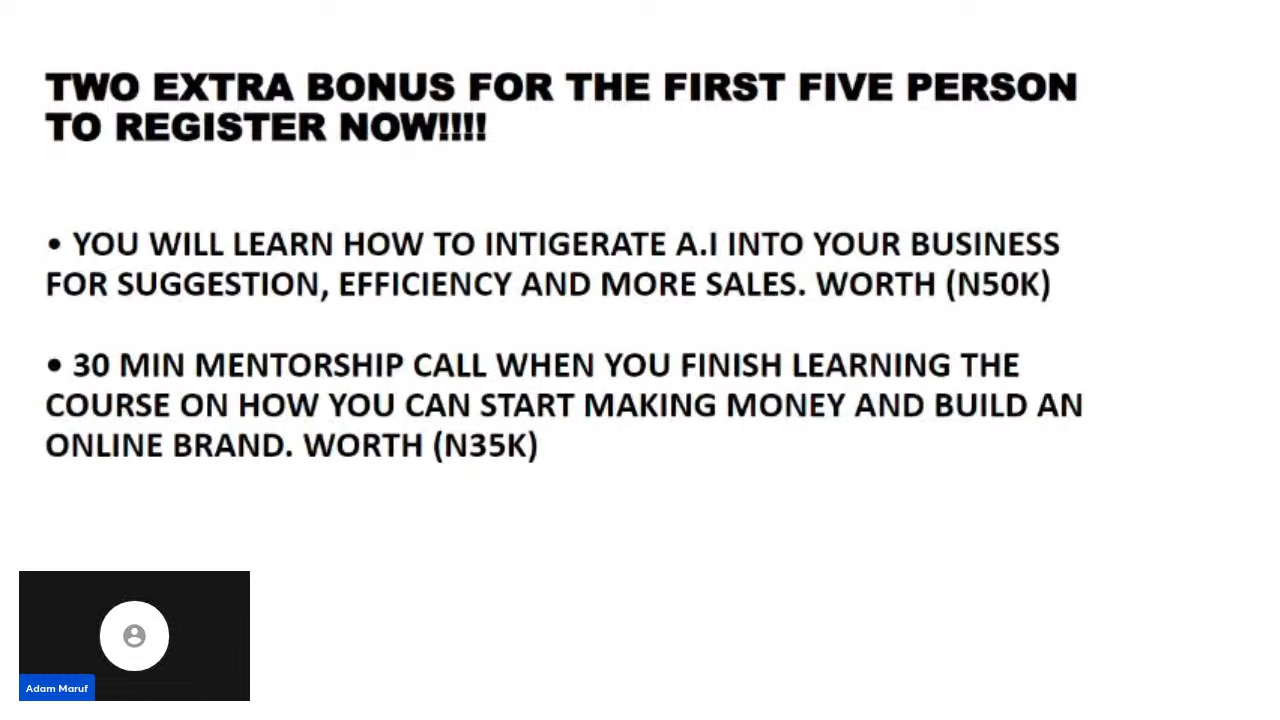 TWO EXTRA BONUS FOR THE FIRST FIVE PERSON
TO REGISTER NOW!!!!
• YOU WILL LEARN HOW TO INTIGERATE A.I INTO YOUR BUSINESS
FOR SUGGESTION, EFFICIENCY AND MORE SALES. WORTH (N50K)
• 30 MIN MENTORSHIP CALL WHEN YOU FINISH LEARNING THE
COURSE ON HOW YOU CAN START MAKING MONEY AND BUILD AN
ONLINE BRAND. WORTH (N35K)
Adam Maruf